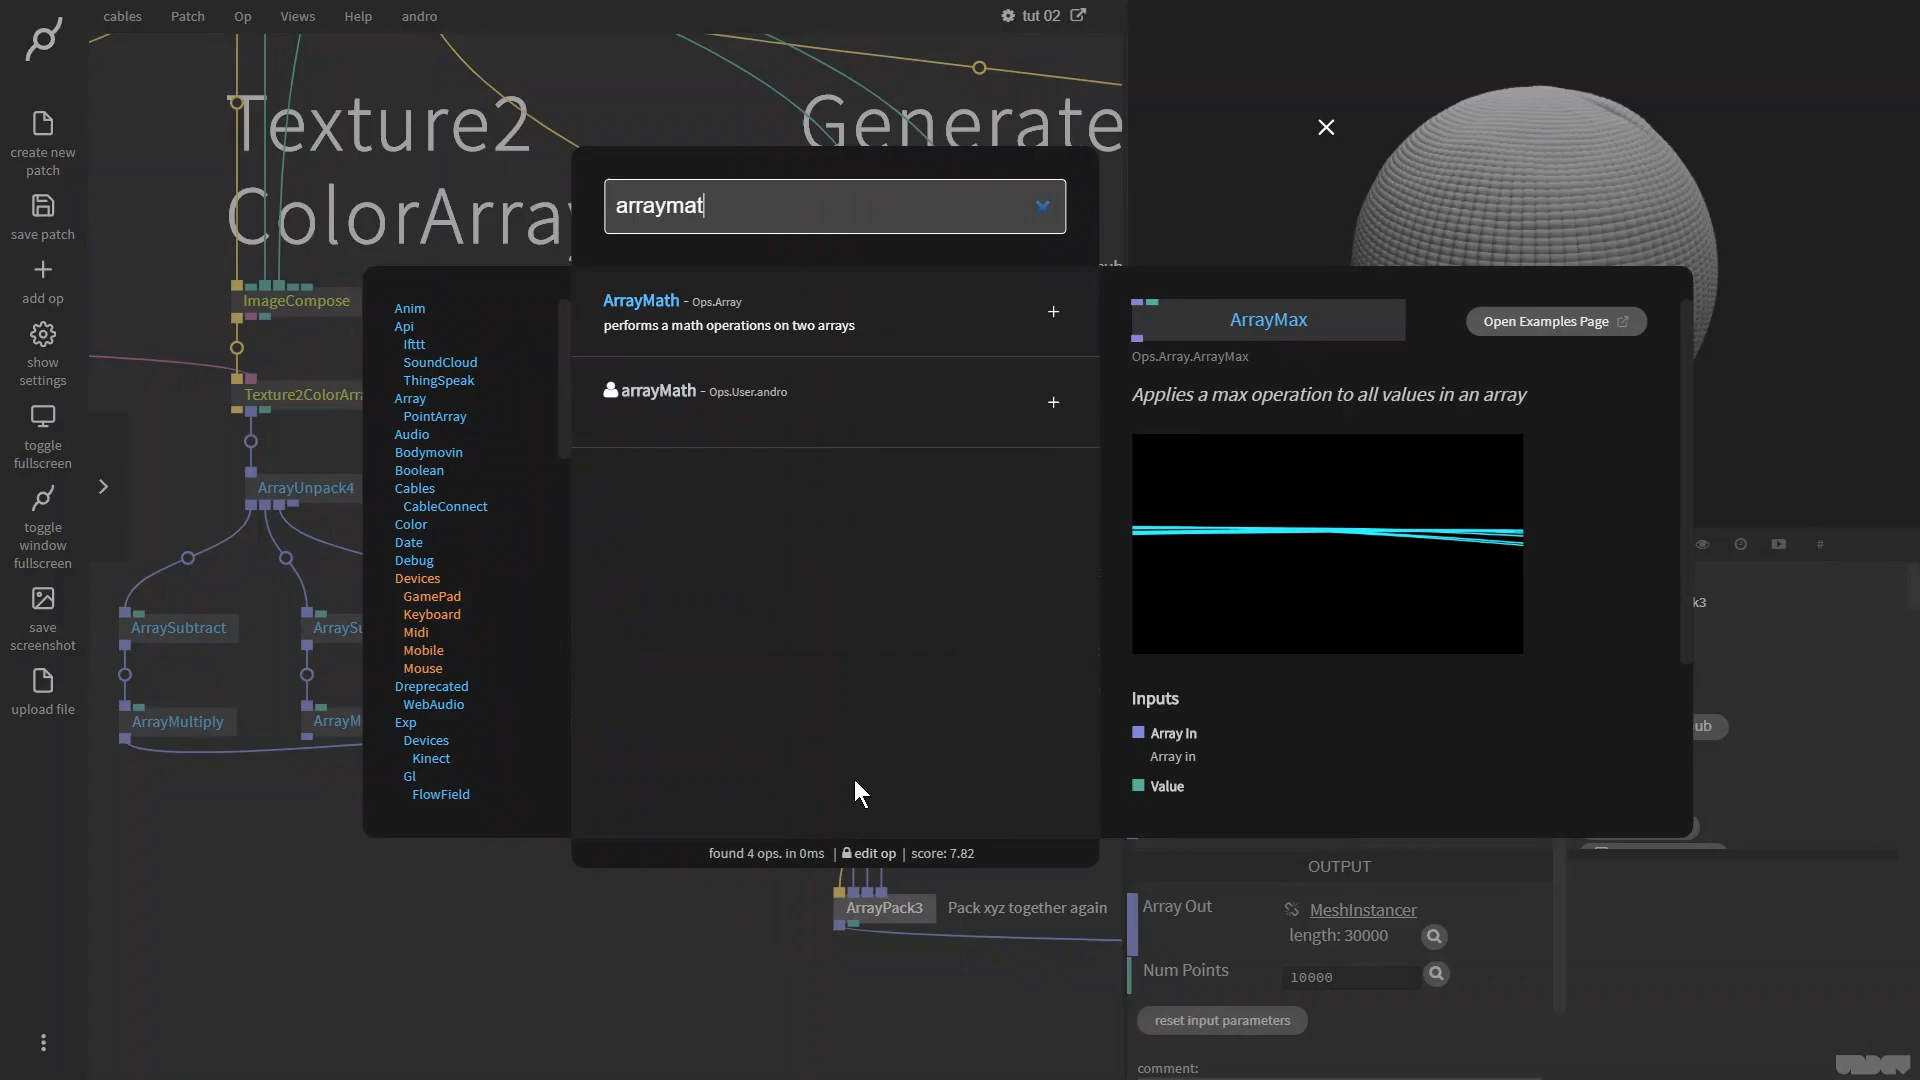 cables
Patch
Op
Views
Help
andro
tut 02
create new
patch
save patch
add op
show
settings
toggle
fullscreen
toggle
window
fullscreen
save
screenshot
upload file
Texture2
ColorArray
Generate
ImageCompose
Texture2ColorArra
ArrayUnpack4
ArraySubtract
ArraySu
ArrayMultiply
ArrayM
arraymat
Anim
Api
Ifttt
SoundCloud
ThingSpeak
Array
PointArray
Audio
Bodymovin
Boolean
Cables
CableConnect
Color
Date
Debug
Devices
GamePad
Keyboard
Midi
Mobile
Mouse
Dreprecated
WebAudio
Exp
Devices
Kinect
Gl
FlowField
ArrayMath - Ops.Array
performs a math operations on two arrays
+
arrayMath - Ops.User.andro
+
found 4 ops. in 0ms | edit op | score: 7.82
ArrayMax
Open Examples Page
Ops.Array.ArrayMax
Applies a max operation to all values in an array
Inputs
Array In
Array in
Value
#
k3
ub
ArrayPack3
Pack xyz together again
OUTPUT
Array Out
MeshInstancer
length: 30000
Num Points
10000
reset input parameters
comment: